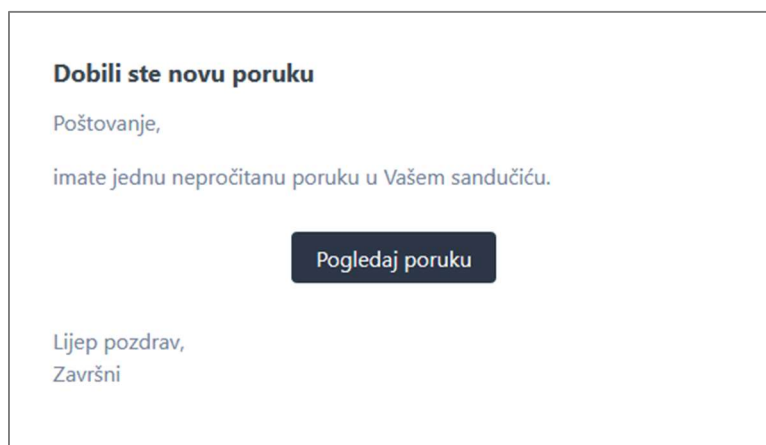 Dobili ste novu poruku
Poštovanje,
imate jednu nepročitanu poruku u Vašem sandučiću.
Pogledaj poruku
Lijep pozdrav,
Završni